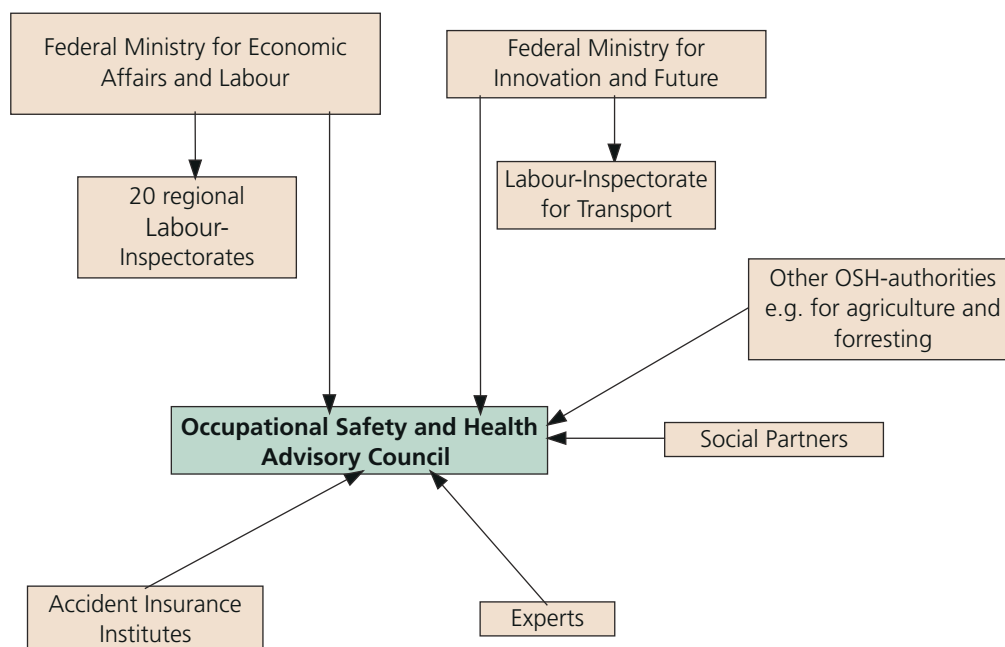 Federal Ministry for Economic
Affairs and Labour
Federal Ministry for
Innovation and Future
20 regional
Labour-
Inspectorates
Labour-Inspectorate
for Transport
Other OSH-authorities
e.g. for agriculture and
forresting
Occupational Safety and Health
Advisory Council
Social Partners
Accident Insurance
Institutes
Experts